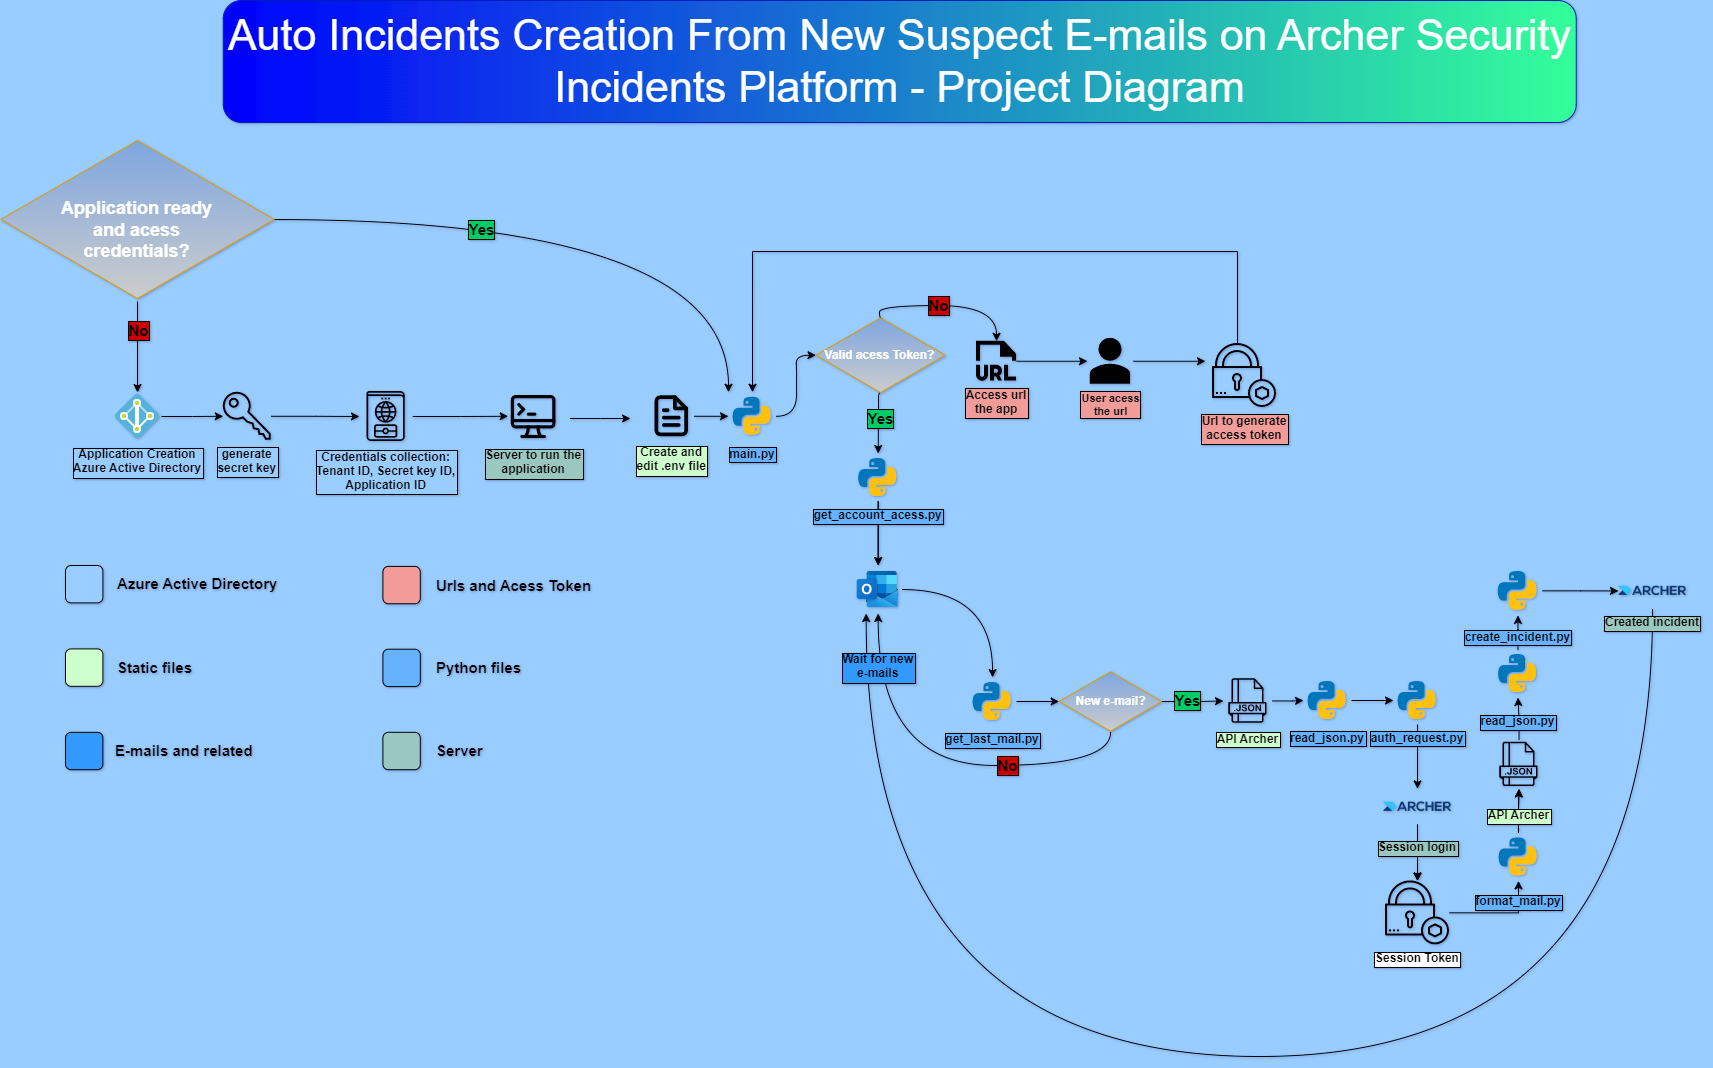 Auto Incidents Creation From New Suspect E-mails on Archer Security
Incidents Platform - Project Diagram
Application ready
and acess
credentials?
Yes
No
No
Valid acess Token?
URL
Access url
the app
User acess
the url
Url to generate
access token
Yes
Application Creation
Azure Active Directory
generate
secret key
Credentials collection:
Tenant ID, Secret key ID,
Application ID
Server to run the
application
Create and
edit .env file
main.py
get_account_acess.py
Azure Active Directory
Urls and Acess Token
Static files
Python files
E-mails and related
Server
O
Wait for new
e-mails
get_last_mail.py
New e-mail?
Yes
No
.JSON
API Archer
read_json.py
auth_request.py
ARCHER
Session login
Session Token
format_mail.py
API Archer
.JSON
read_json.py
create_incident.py
ARCHER
Created incident